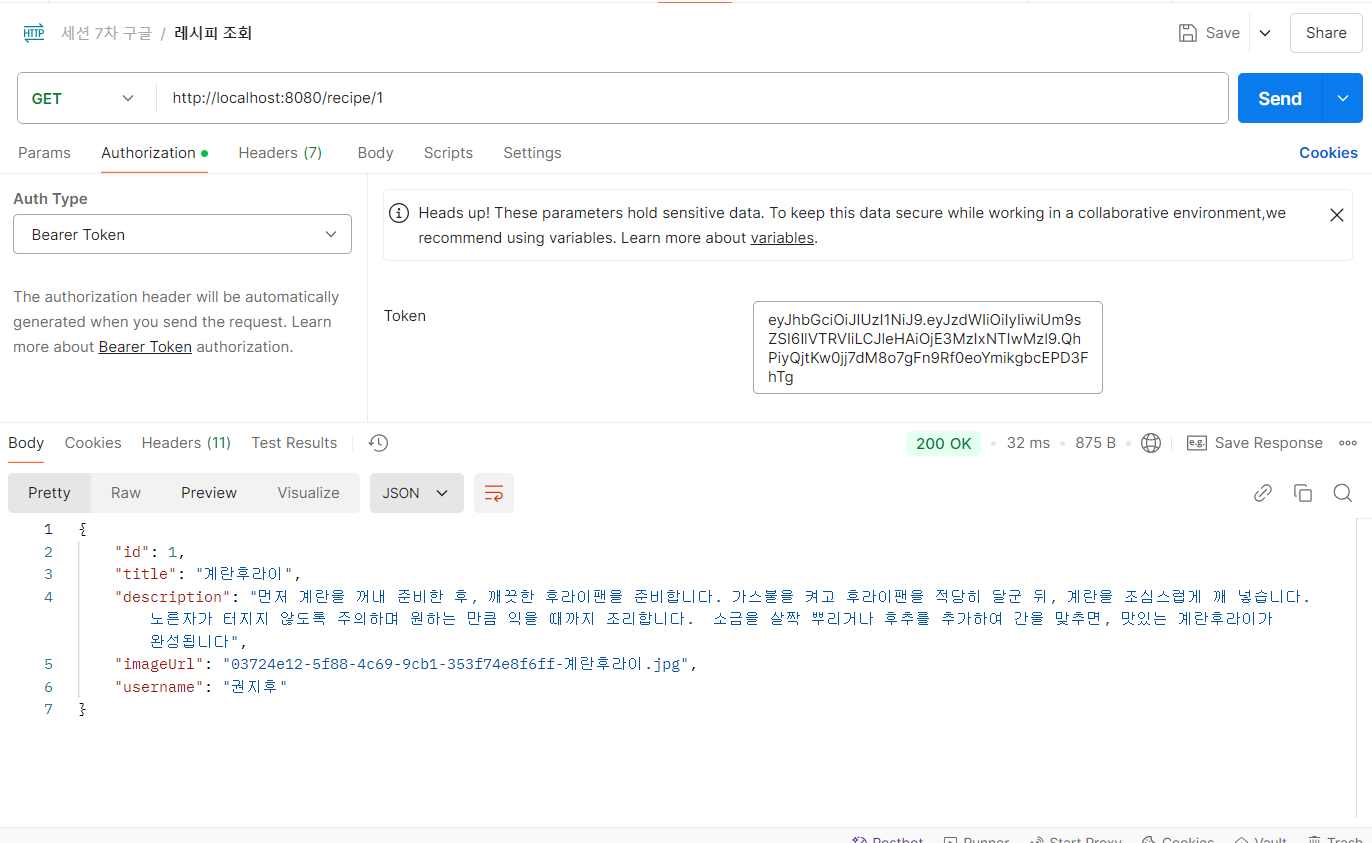 HTTP 세션 7차 구글 / 레시피 조회 Save Share
GET http://localhost:8080/recipe/1 Send
Params Authorization Headers (7) Body Scripts Settings Cookies
Auth Type
Bearer Token
The authorization header will be automatically
generated when you send the request. Learn
more about Bearer Token authorization.
Heads up! These parameters hold sensitive data. To keep this data secure while working in a collaborative environment,we
recommend using variables. Learn more about variables.
Token
Body Cookies Headers (11) Test Results 200 OK 32 ms 875 B e.g. Save Response
Pretty Raw Preview Visualize JSON
1 {
2 "id": 1,
3 "title": "계란후라이",
4 "description": "먼저 계란을 꺼내 준비한 후, 깨끗한 후라이팬을 준비합니다. 가스불을 켜고 후라이팬을 적당히 달군 뒤, 계란을 조심스럽게 깨 넣습니다.
노른자가 터지지 않도록 주의하며 원하는 만큼 익을 때까지 조리합니다.  소금을 살짝 뿌리거나 후추를 추가하여 간을 맞추면, 맛있는 계란후라이가
완성됩니다",
5 "imageUrl": "03724e12-5f88-4c69-9cb1-353f74e8f6ff-계란후라이.jpg",
6 "username": "권지후"
7 }
Postbot Runner Start Proxy Cookies Vault Trash